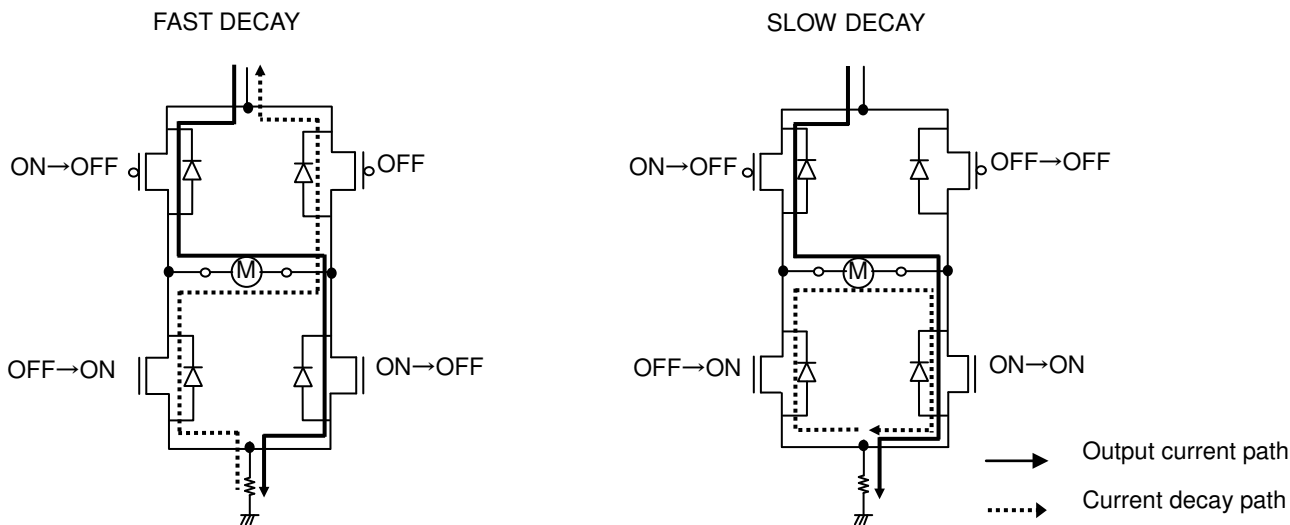 FAST DECAY
SLOW DECAY
ON→OFF
OFF
ON→OFF
OFF→OFF
M
M
OFF→ON
ON→OFF
OFF→ON
ON→ON
Output current path
Current decay path